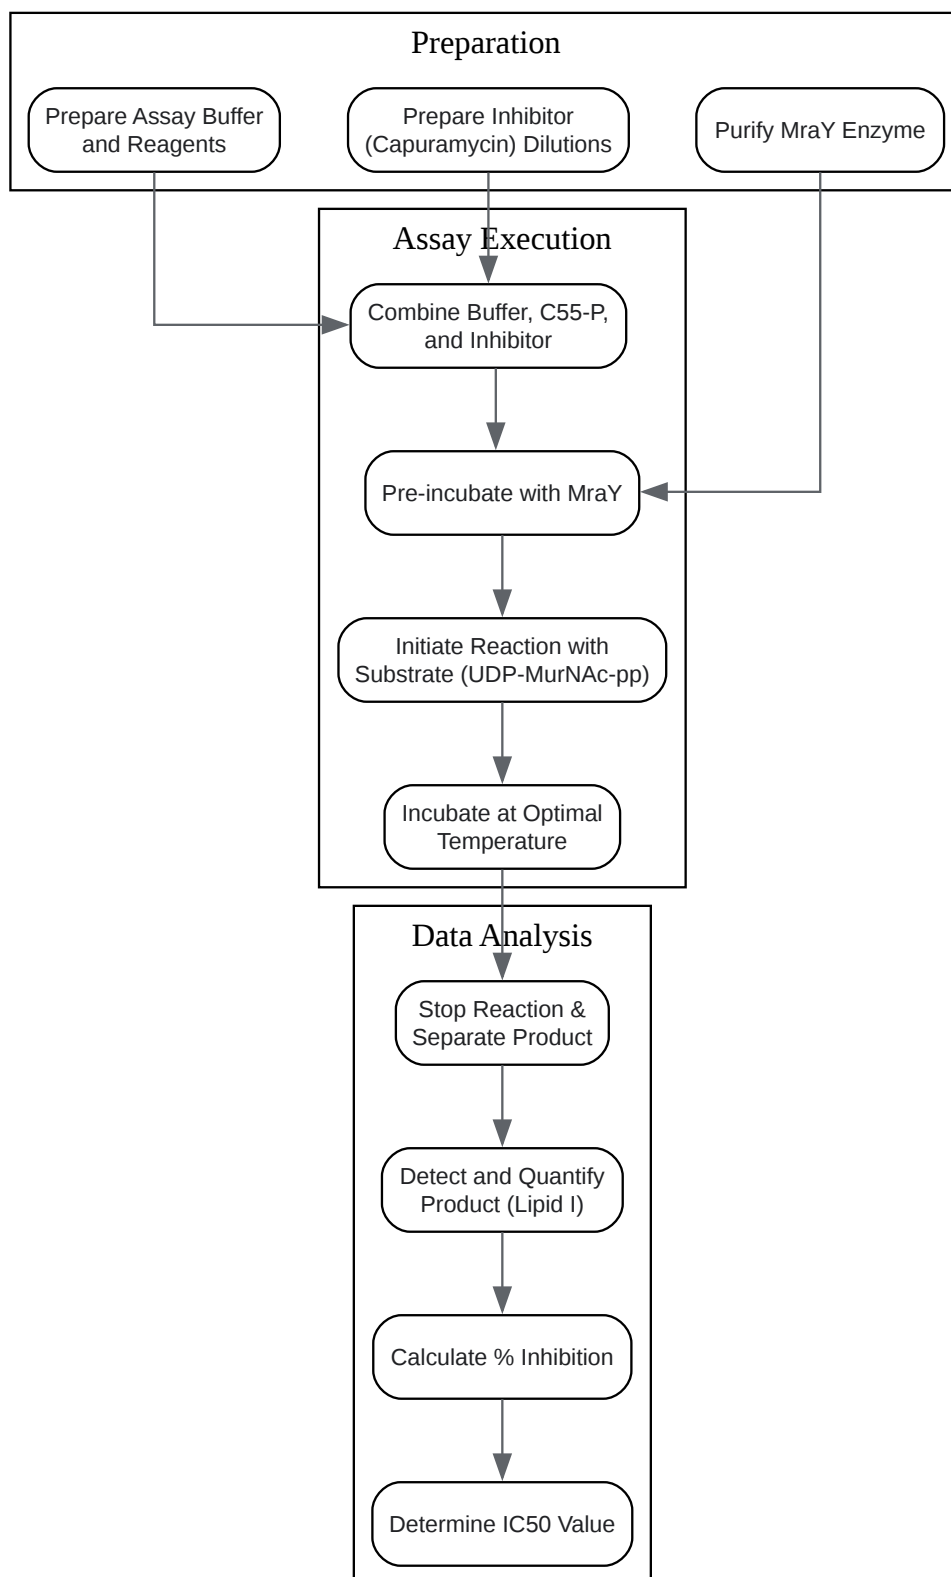 Preparation
Prepare Assay Buffer
and Reagents
Prepare Inhibitor
(Capuramycin) Dilutions
Purify MraY Enzyme
Assay Execution
Combine Buffer, C55-P,
and Inhibitor
Pre-incubate with MraY
Initiate Reaction with
Substrate (UDP-MurNAc-pp)
Incubate at Optimal
Temperature
Data Analysis
Stop Reaction &
Separate Product
Detect and Quantify
Product (Lipid I)
Calculate % Inhibition
Determine IC50 Value